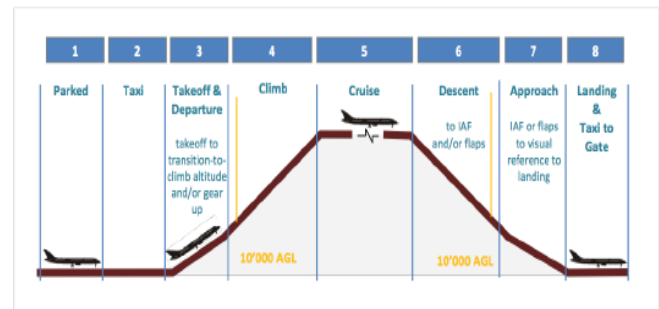 1 2 3 4 5 6 7 8
Parked
Taxi
Takeoff &
Departure
takeoff to
transition-to-
climb altitude
and/or gear
up
Climb
Cruise
Descent
to IAF
and/or flaps
Approach
IAF or flaps
to visual
reference to
landing
Landing
&
Taxi to
Gate
10'000 AGL
10'000 AGL